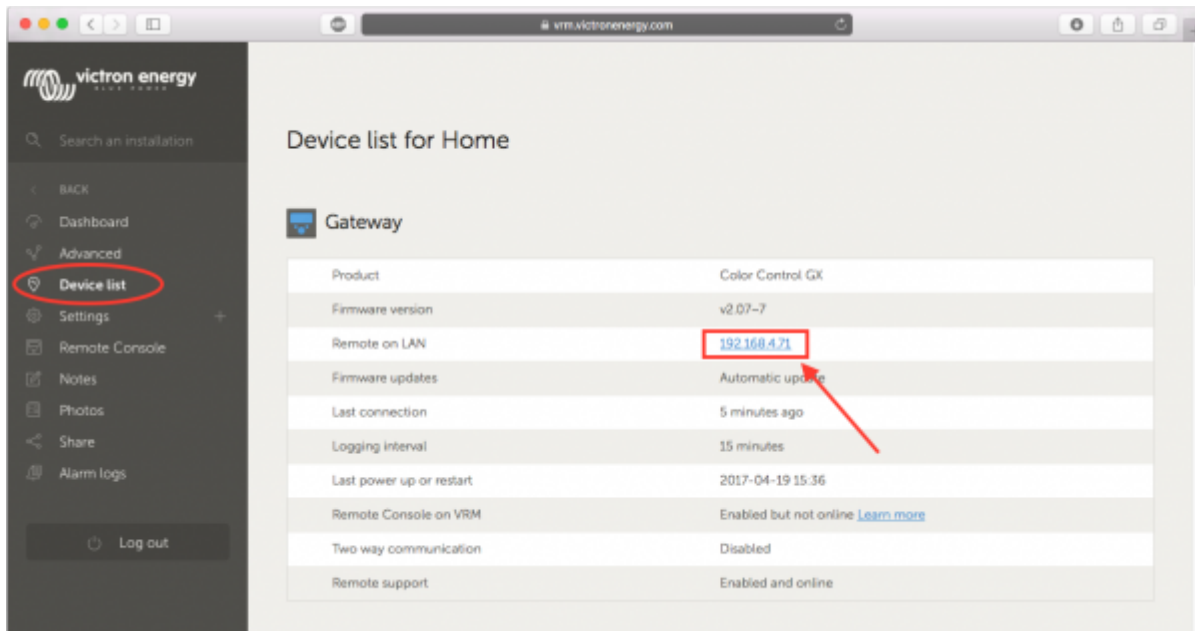 vrm.victronenergy.com
victron energy
BLUE POWER
Search an installation
BACK
Dashboard
Advanced
Device list
Settings
Remote Console
Notes
Photos
Share
Alarm logs
Log out
Device list for Home
Gateway
Product Color Control GX
Firmware version v2.07-7
Remote on LAN 192.168.4.71
Firmware updates Automatic update
Last connection 5 minutes ago
Logging interval 15 minutes
Last power up or restart 2017-04-19 15:36
Remote Console on VRM Enabled but not online Learn more
Two way communication Disabled
Remote support Enabled and online